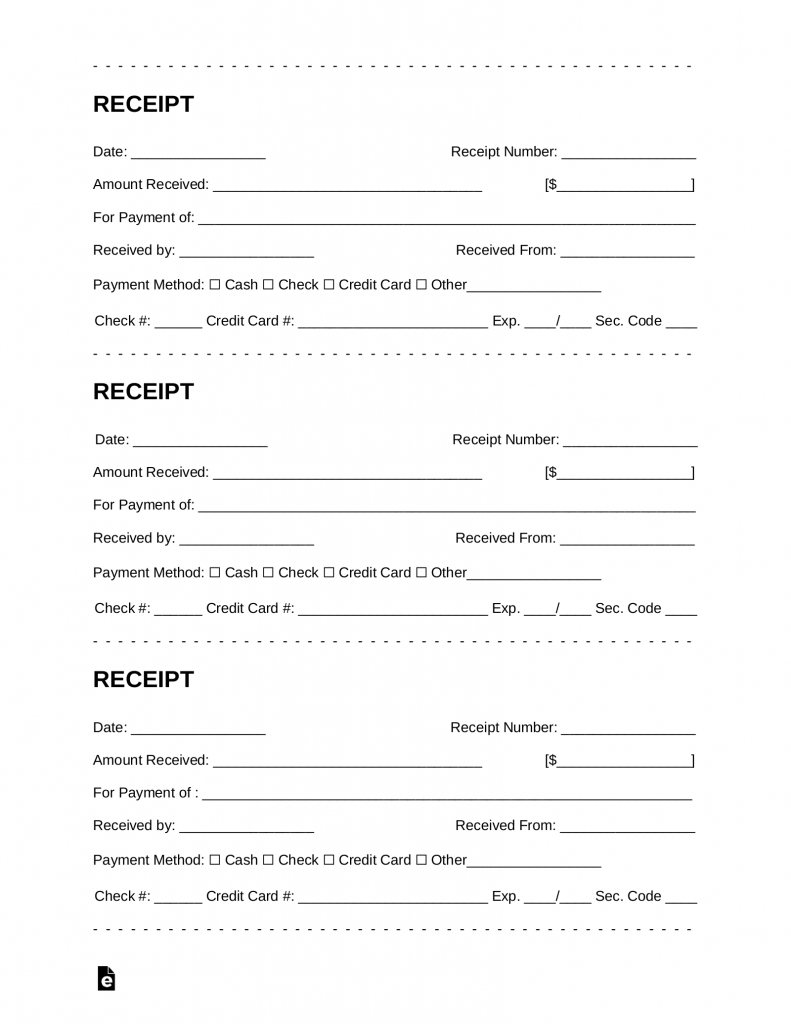 - - - - - - - - - - - - - - - - - - - - - - - - - - - - - - - - - - - - - - - - - - - - - - - -
RECEIPT
Date: _________________ Receipt Number: _________________
Amount Received: __________________________________ [$_________________]
For Payment of: _______________________________________________________________
Received by: _________________ Received From: _________________
Payment Method: ☐ Cash ☐ Check ☐ Credit Card ☐ Other_________________
Check #: ______ Credit Card #: ________________________ Exp. ____/____ Sec. Code ____
- - - - - - - - - - - - - - - - - - - - - - - - - - - - - - - - - - - - - - - - - - - - - - - -
RECEIPT
Date: _________________ Receipt Number: _________________
Amount Received: __________________________________ [$_________________]
For Payment of: _______________________________________________________________
Received by: _________________ Received From: _________________
Payment Method: ☐ Cash ☐ Check ☐ Credit Card ☐ Other_________________
Check #: ______ Credit Card #: ________________________ Exp. ____/____ Sec. Code ____
- - - - - - - - - - - - - - - - - - - - - - - - - - - - - - - - - - - - - - - - - - - - - - - -
RECEIPT
Date: _________________ Receipt Number: _________________
Amount Received: __________________________________ [$_________________]
For Payment of : ______________________________________________________________
Received by: _________________ Received From: _________________
Payment Method: ☐ Cash ☐ Check ☐ Credit Card ☐ Other_________________
Check #: ______ Credit Card #: ________________________ Exp. ____/____ Sec. Code ____
- - - - - - - - - - - - - - - - - - - - - - - - - - - - - - - - - - - - - - - - - - - - - - - -
e